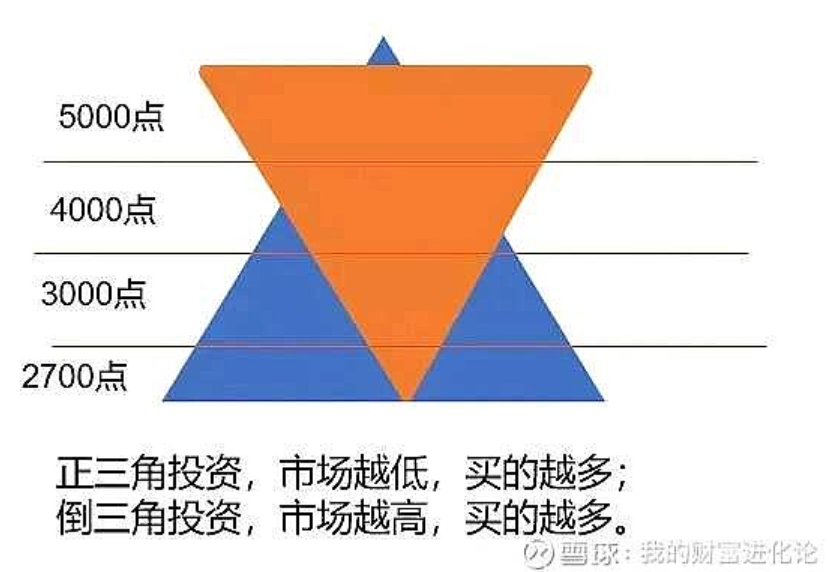 5000点
4000点
3000点
2700点
正三角投资，市场越低，买的越多；
倒三角投资，市场越高，买的越多。
雪球：我的财富进化论